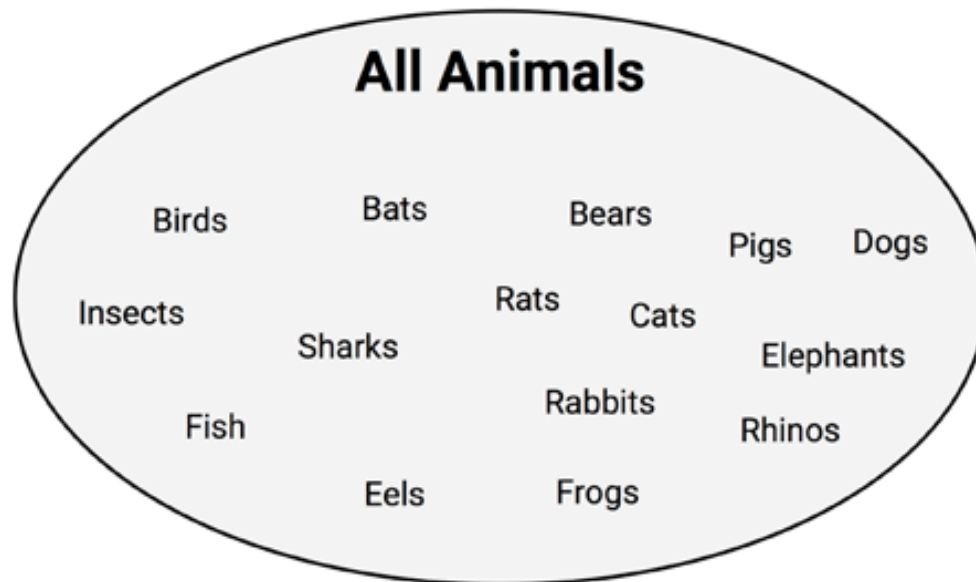 All Animals
Birds
Bats
Bears
Pigs
Dogs
Insects
Rats
Cats
Sharks
Elephants
Rabbits
Fish
Rhinos
Eels
Frogs